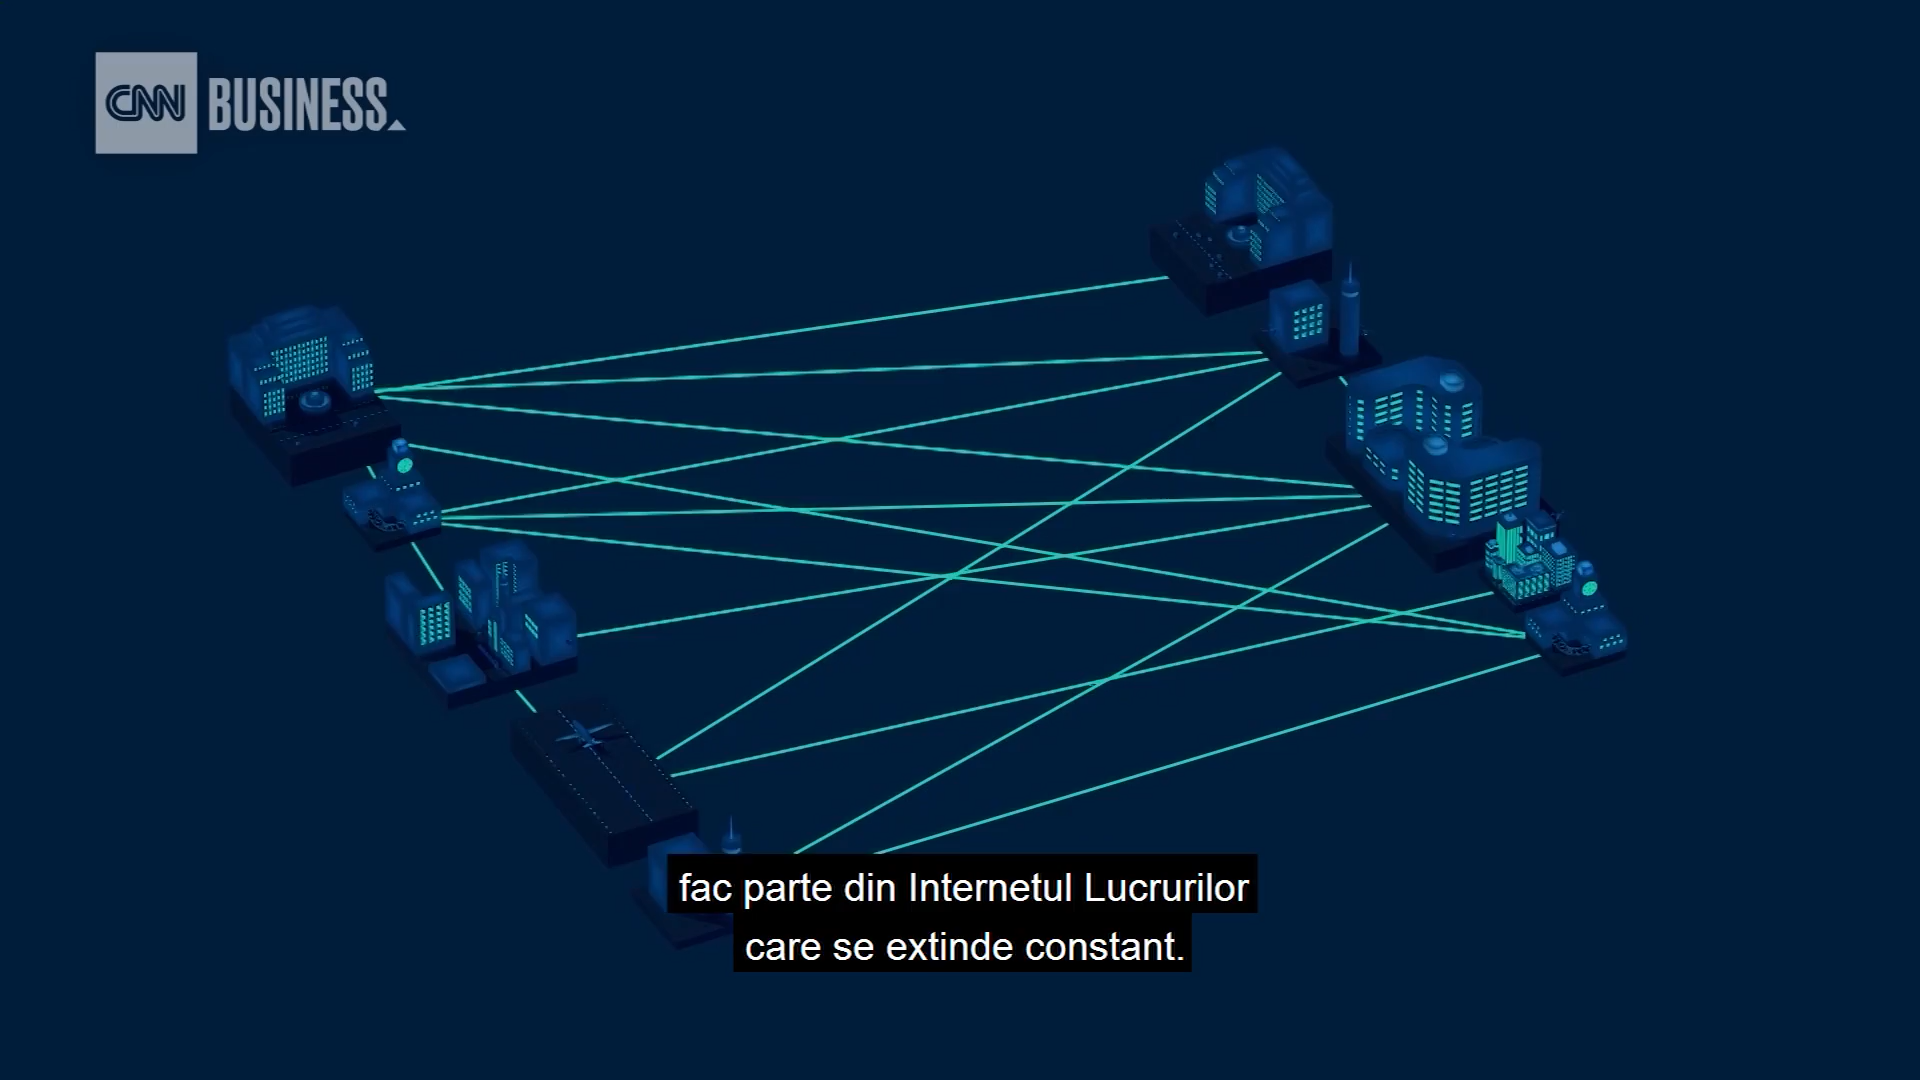 CNN BUSINESS
fac parte din Internetul Lucrurilor
care se extinde constant.